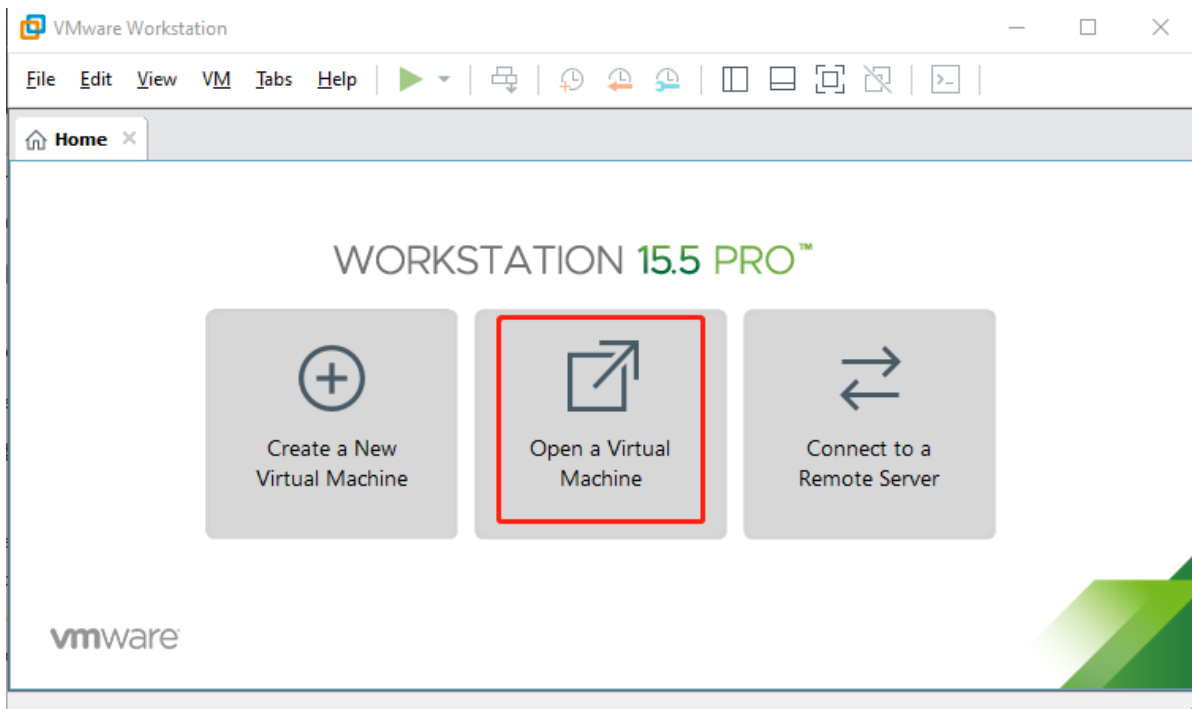 VMware Workstation
File Edit View VM Tabs Help
Home
WORKSTATION 15.5 PRO™
Create a New
Virtual Machine
Open a Virtual
Machine
Connect to a
Remote Server
vmware